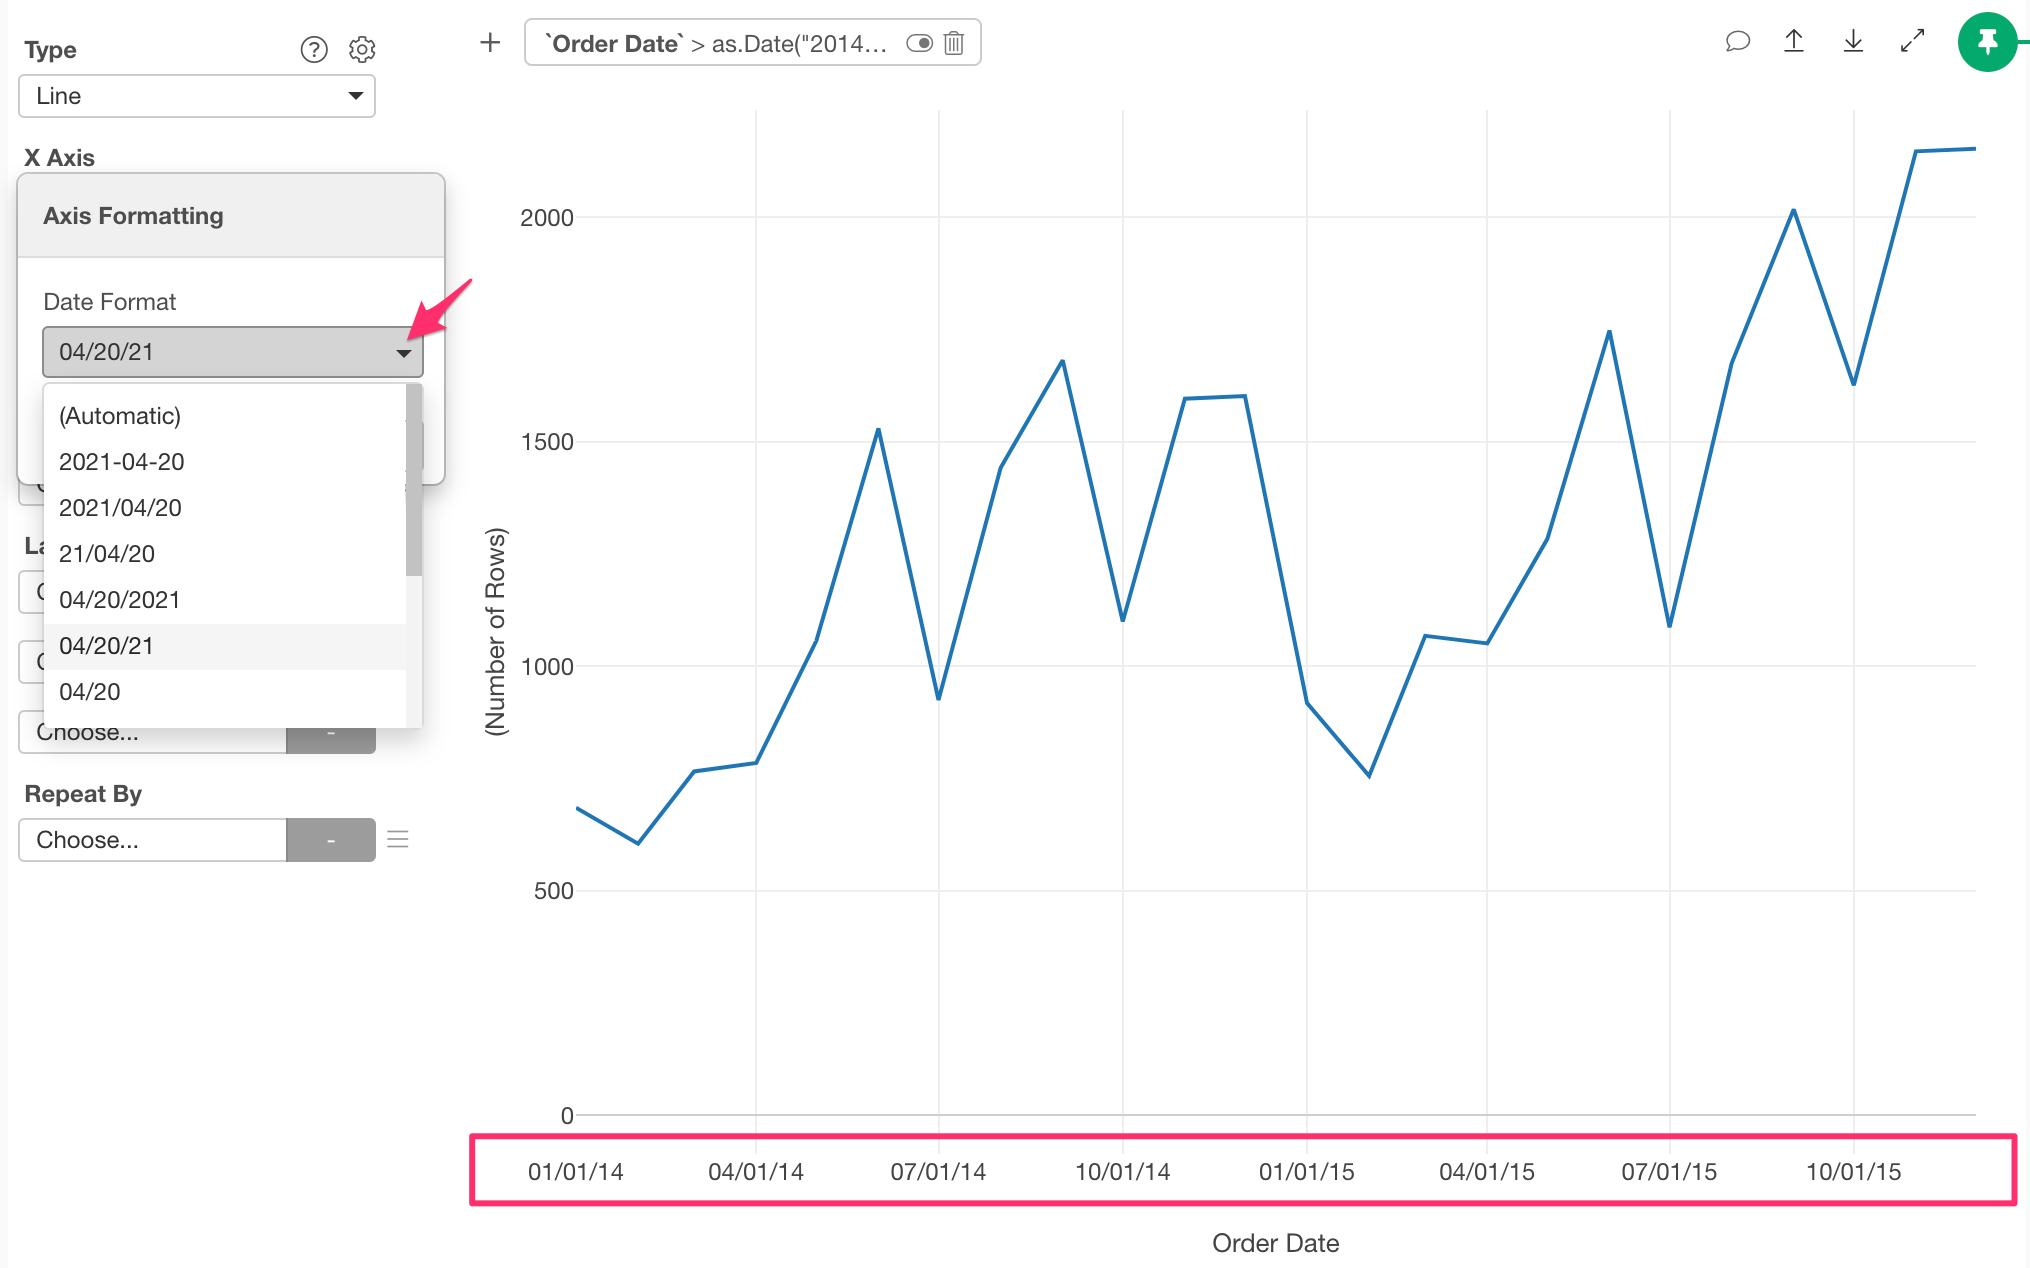 Type
Line
X Axis
Axis Formatting
Date Format
04/20/21
(Automatic)
2021-04-20
2021/04/20
21/04/20
04/20/2021
04/20/21
04/20
Choose...
-
Repeat By
Choose...
-
+
`Order Date` > as.Date("2014...
2000
1500
1000
500
0
(Number of Rows)
01/01/14 04/01/14 07/01/14 10/01/14 01/01/15 04/01/15 07/01/15 10/01/15
Order Date